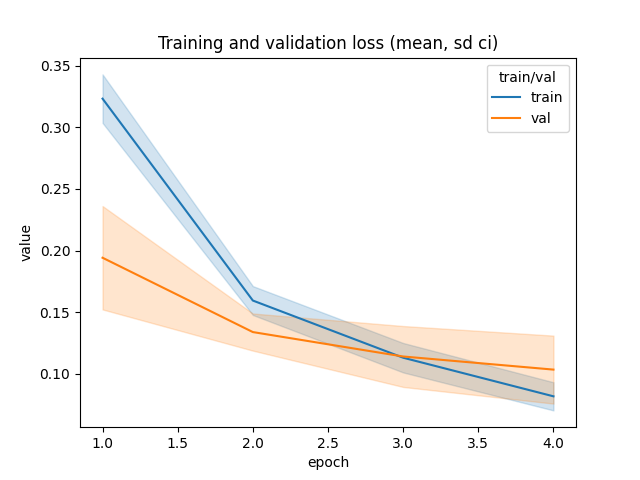 Training and validation loss (mean, sd ci)
train/val
train
val
value
0.35
0.30
0.25
0.20
0.15
0.10
1.0 1.5 2.0 2.5 3.0 3.5 4.0
epoch